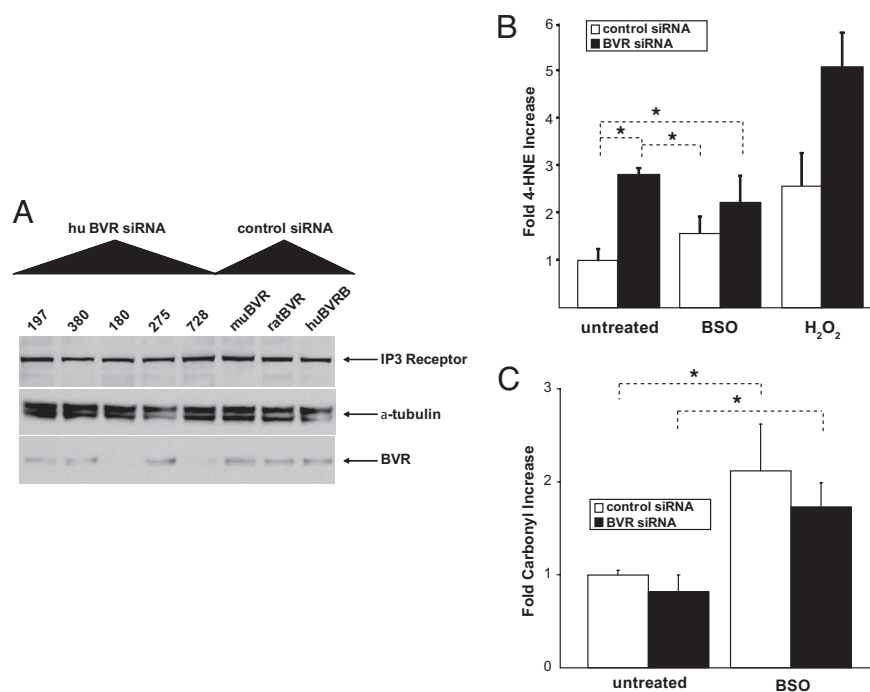 A
hu BVR siRNA
control siRNA
197
380
180
275
728
muBVR
ratBVR
huBVRB
IP3 Receptor
a-tubulin
BVR
B
control siRNA
BVR siRNA
Fold 4-HNE Increase
6
5
4
3
2
1
*
*
*
untreated
BSO
H₂O₂
C
Fold Carbonyl Increase
3
2
1
0
*
*
control siRNA
BVR siRNA
untreated
BSO